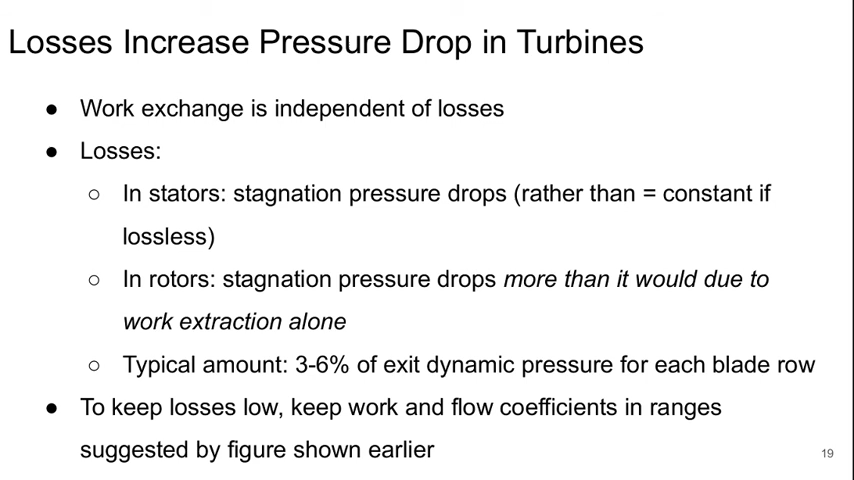 Losses Increase Pressure Drop in Turbines
● Work exchange is independent of losses
● Losses:
○ In stators: stagnation pressure drops (rather than = constant if
lossless)
○ In rotors: stagnation pressure drops more than it would due to
work extraction alone
○ Typical amount: 3-6% of exit dynamic pressure for each blade row
● To keep losses low, keep work and flow coefficients in ranges
suggested by figure shown earlier
19